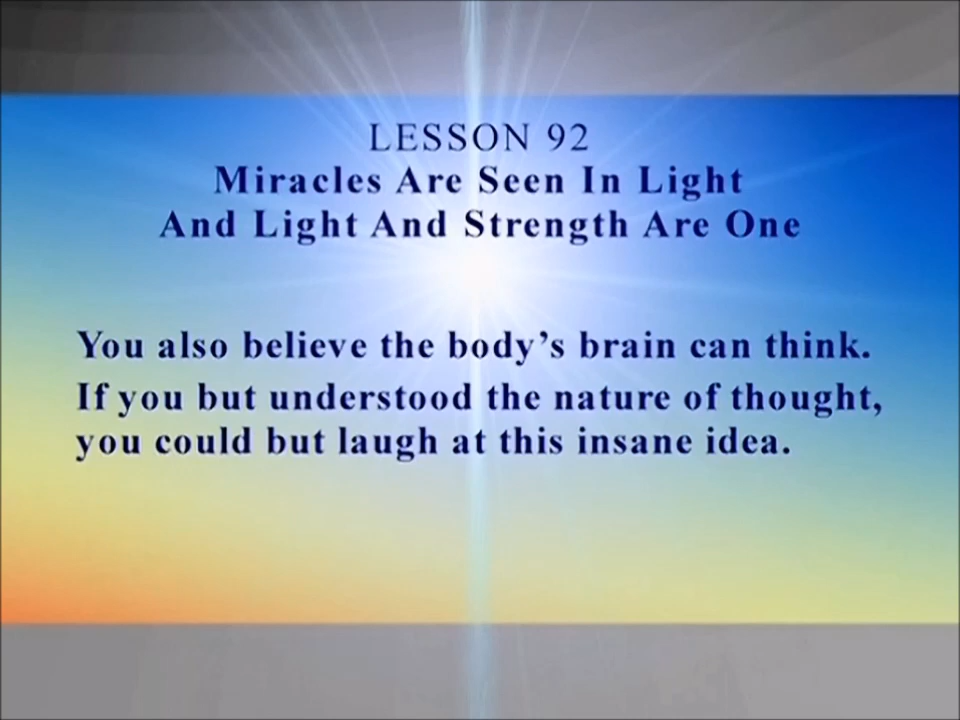 LESSON 92
Miracles Are Seen In Light
And Light And Strength Are One
You also believe the body’s brain can think.
If you but understood the nature of thought,
you could but laugh at this insane idea.